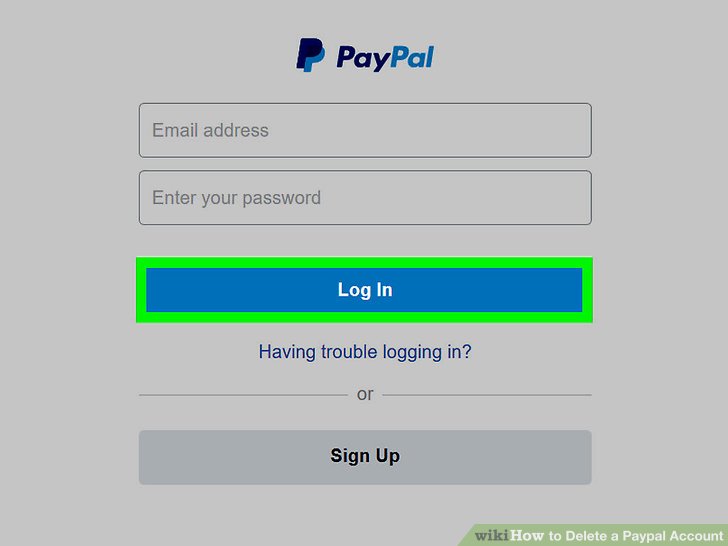 PayPal
Email address
Enter your password
Log In
Having trouble logging in?
or
Sign Up
wikiHow to Delete a Paypal Account